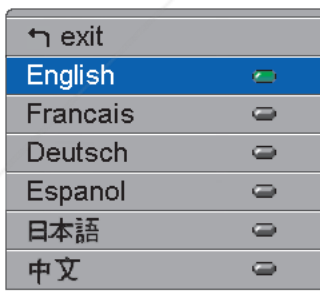 exit
English
Francais
Deutsch
Espanol
日本語
中文